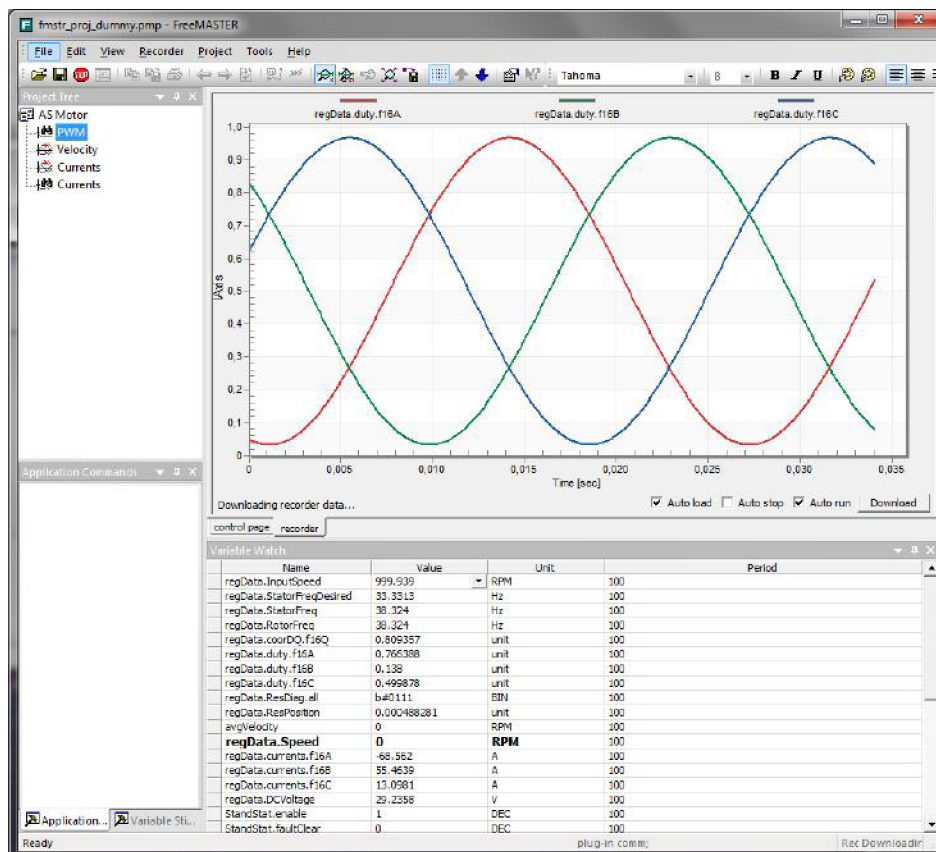 fmstr_proj_dummy.pmp - FreeMASTER
File Edit View Recorder Project Tools Help
STOP Tahoma 8 B I U
Project Tree
AS Motor
PWM
Velocity
Currents
Currents
regData.duty.f16A regData.duty.f16B regData.duty.f16C
1,0
0,9
0,8
0,7
0,6
0,5
0,4
0,3
0,2
0,1
0
0 0,005 0,010 0,015 0,020 0,025 0,030 0,035
Time [sec]
Downloading recorder data... Auto load Auto stop Auto run Download
control page recorder
Application Commands
Variable Watch
Name Value Unit Period
regData.InputSpeed 999.939 RPM 100
regData.StatorFreqDesired 33.3313 Hz 100
regData.StatorFreq 38.324 Hz 100
regData.RotorFreq 38.324 Hz 100
regData.coorDQ.f16Q 0.809357 unit 100
regData.duty.f16A 0.766388 unit 100
regData.duty.f16B 0.138 unit 100
regData.duty.f16C 0.499878 unit 100
regData.ResDiag.all b#0111 BIN 100
regData.ResPosition 0.000488281 unit 100
avgVelocity 0 RPM 100
regData.Speed 0 RPM 100
regData.currents.f16A -68.562 A 100
regData.currents.f16B 55.4639 A 100
regData.currents.f16C 13.0981 A 100
regData.DCVoltage 29.2358 V 100
StandStat.enable 1 DEC 100
StandStat.faultClear 0 DEC 100
Application... Variable Sti...
Ready plug-in comm; Rec Downloadin